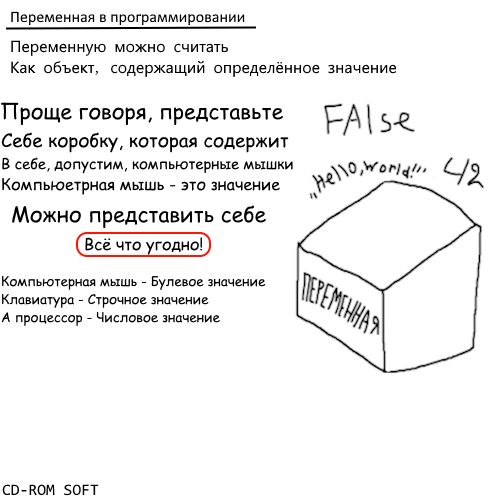 Переменная в программировании
Переменную можно считать
Как объект, содержащий определённое значение
Проще говоря, представьте
Себе коробку, которая содержит
В себе, допустим, компьютерные мышки
Компьюетрная мышь - это значение
Можно представить себе
Всё что угодно!
Компьютерная мышь - Булевое значение
Клавиатура - Строчное значение
А процессор - Числовое значение
FAlse
„Hello, world!"
42
ПЕРЕМЕННАЯ
CD-ROM SOFT